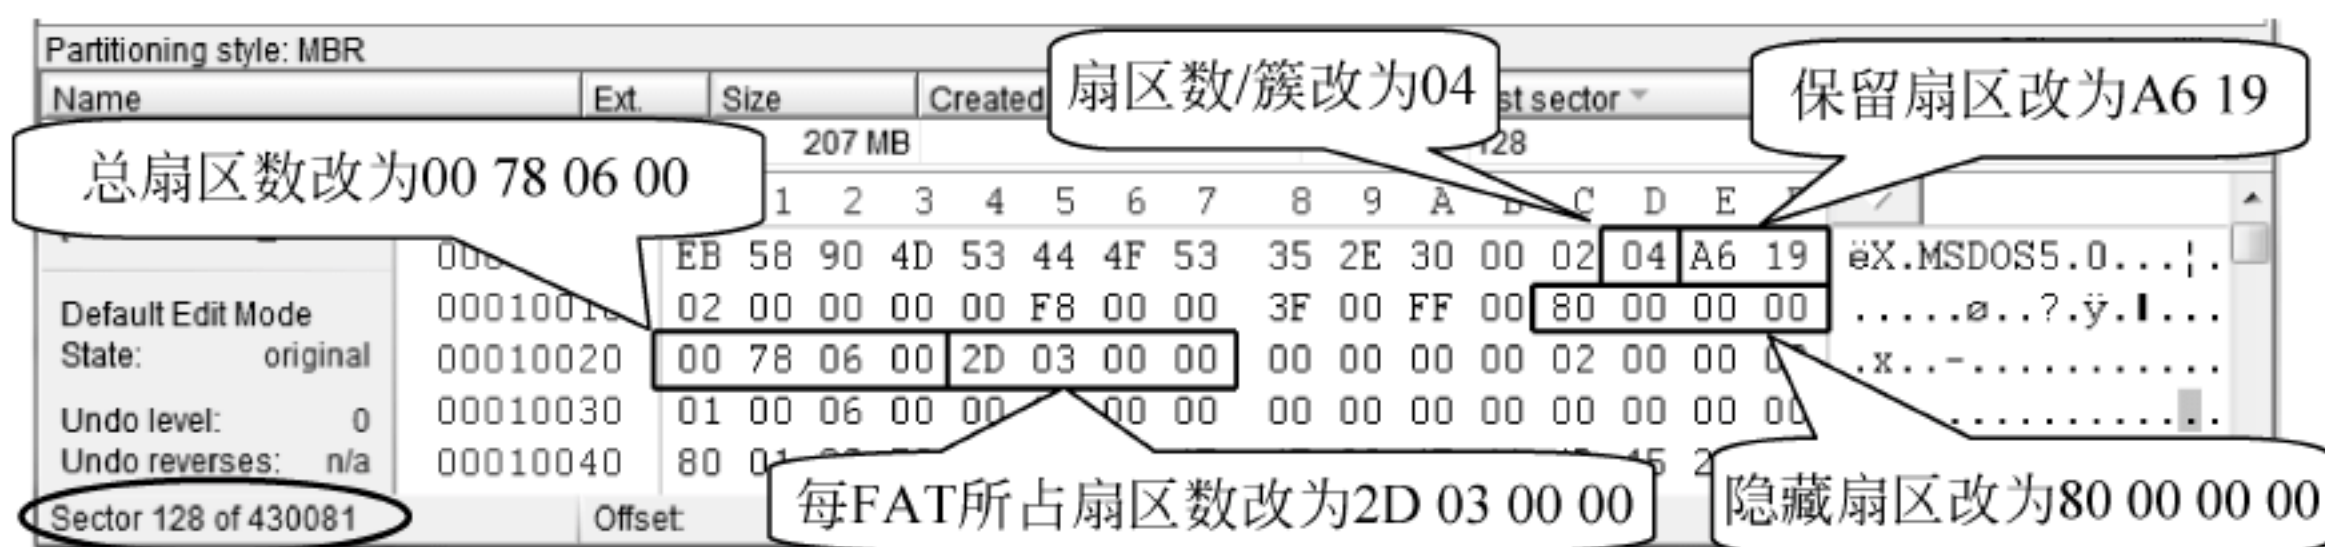 Partitioning style: MBR
Name Ext. Size Created st sector
扇区数/簇改为04
保留扇区改为A6 19
207 MB 128
总扇区数改为00 78 06 00
1 2 3 4 5 6 7 8 9 A B C D E F
000 EB 58 90 4D 53 44 4F 53 35 2E 30 00 02 04 A6 19 ëX.MSDOS5.0...¦.
Default Edit Mode
00010010 02 00 00 00 00 F8 00 00 3F 00 FF 00 80 00 00 00 .....ø..?.ÿ.▮...
State: original
00010020 00 78 06 00 2D 03 00 00 00 00 00 00 02 00 00 00 .x..-...........
Undo level: 0
00010030 01 00 06 00 00 00 00 00 00 00 00 00 00 00 00
Undo reverses: n/a
00010040 80 01
每FAT所占扇区数改为2D 03 00 00
隐藏扇区改为80 00 00 00
Sector 128 of 430081 Offset: